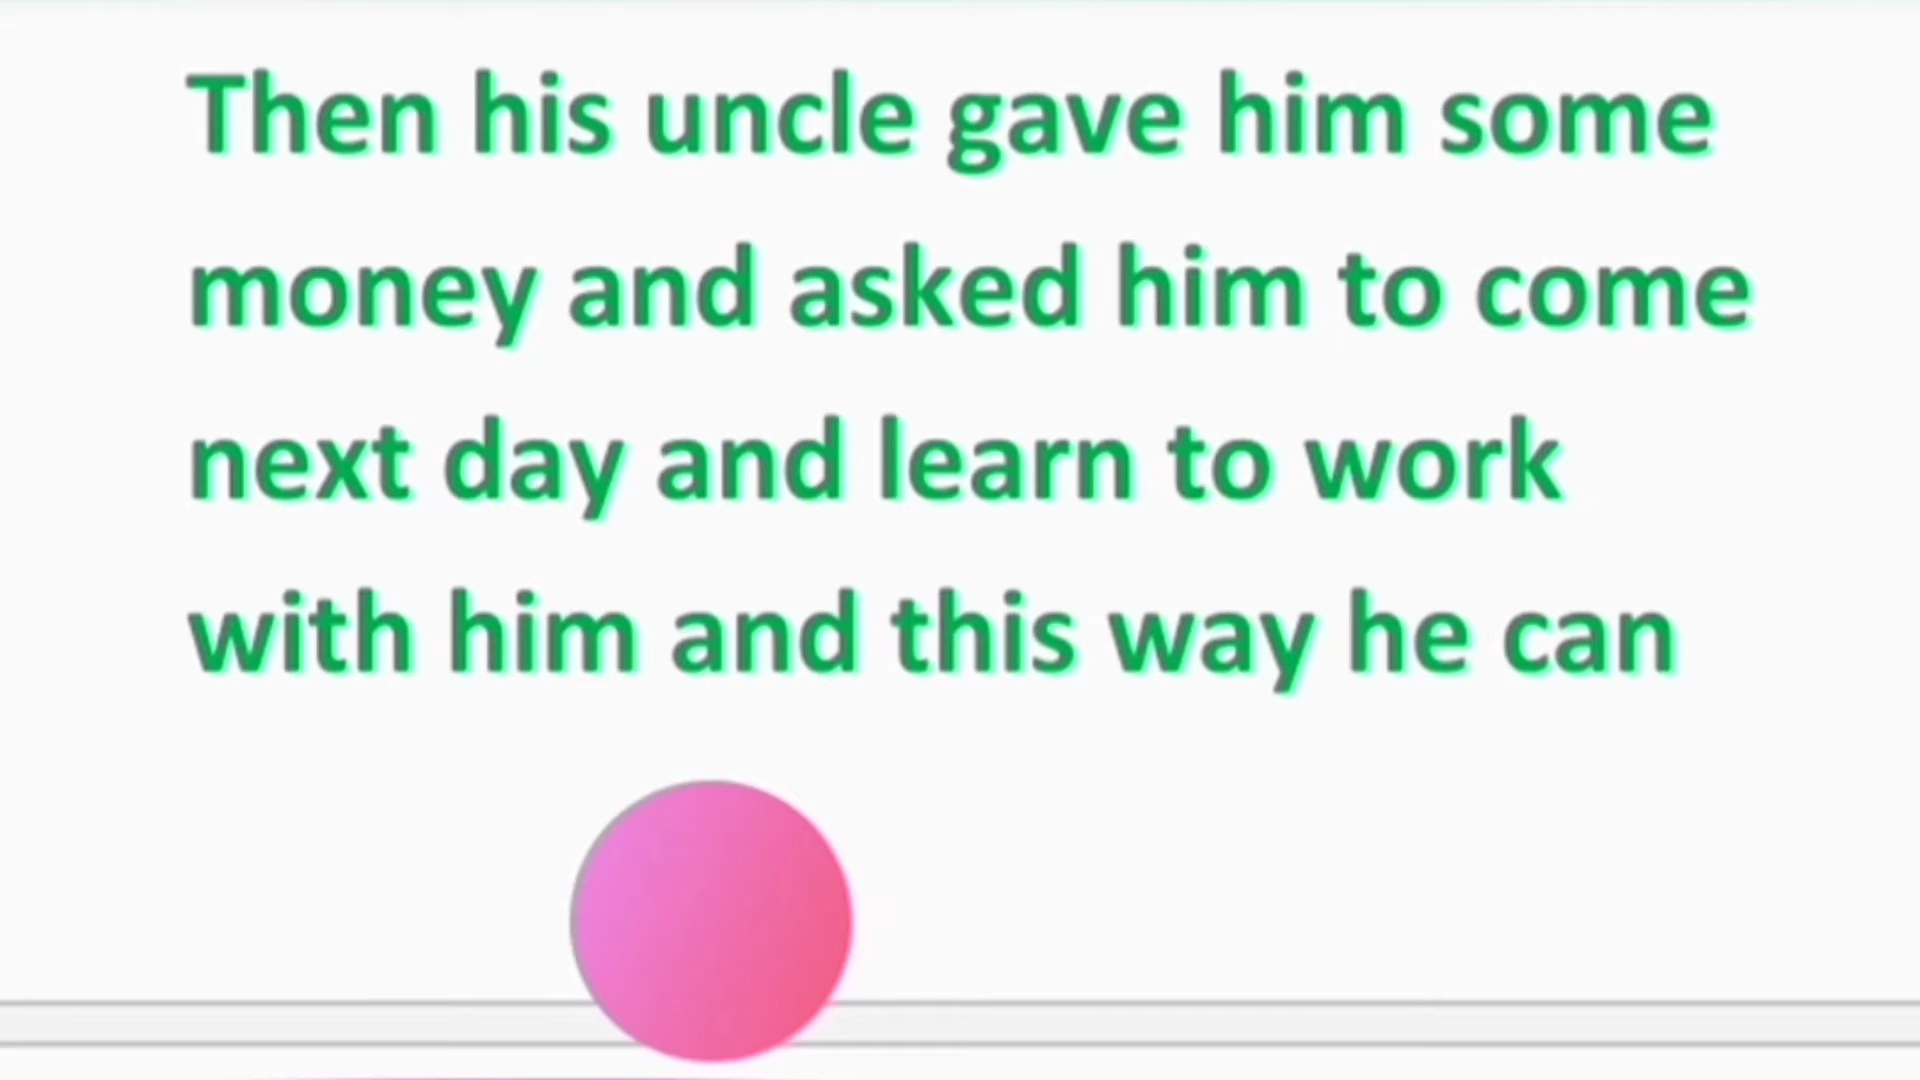 Then his uncle gave him some
money and asked him to come
next day and learn to work
with him and this way he can